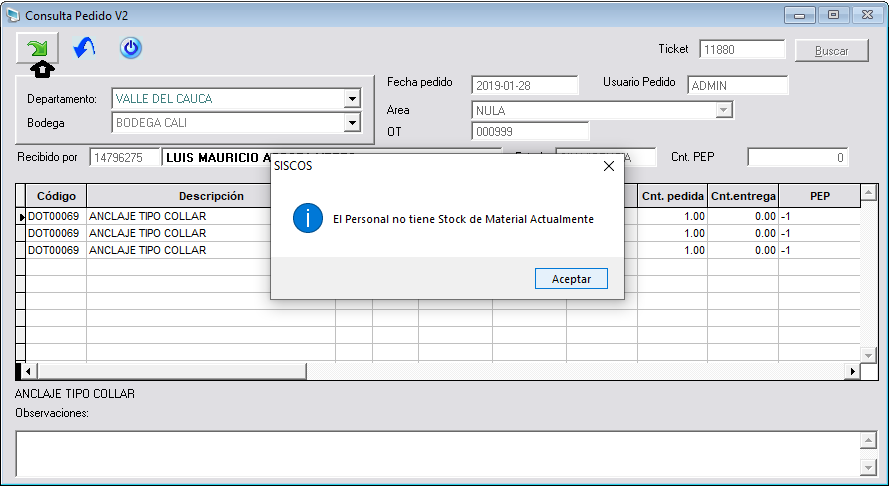 Consulta Pedido V2
Ticket 11880 Buscar
Departamento: VALLE DEL CAUCA
Bodega BODEGA CALI
Fecha pedido 2019-01-28 Usuario Pedido ADMIN
Area NULA
OT 000999
Recibido por 14796275 LUIS MAURICIO Cnt. PEP 0
SISCOS
El Personal no tiene Stock de Material Actualmente
Aceptar
Código Descripción Cnt. pedida Cnt.entrega PEP
DOT00069 ANCLAJE TIPO COLLAR 1.00 0.00 -1
DOT00069 ANCLAJE TIPO COLLAR 1.00 0.00 -1
DOT00069 ANCLAJE TIPO COLLAR 1.00 0.00 -1
ANCLAJE TIPO COLLAR
Observaciones: